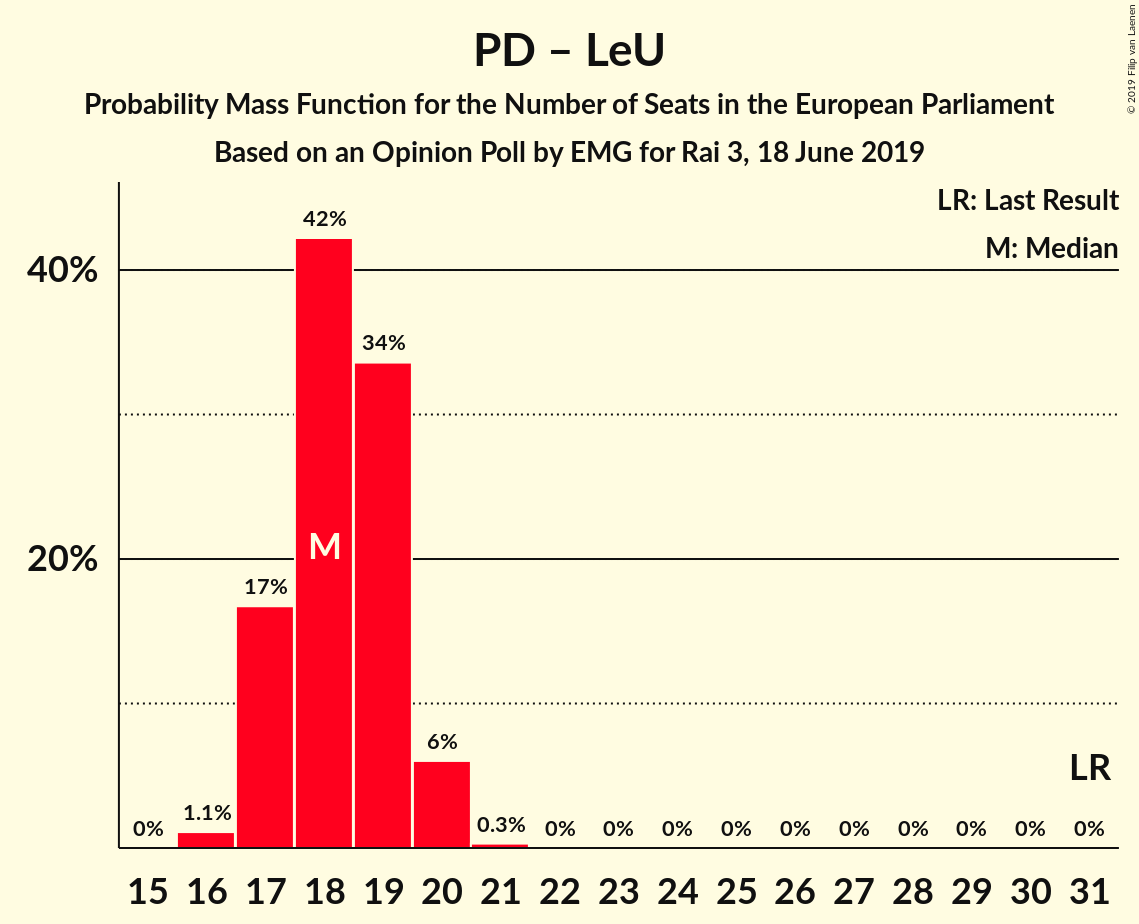 PD – LeU
Probability Mass Function for the Number of Seats in the European Parliament
Based on an Opinion Poll by EMG for Rai 3, 18 June 2019
© 2019 Filip van Laenen
LR: Last Result
M: Median
42%
40%
34%
M
20%
17%
LR
6%
0% 1.1% 0.3% 0% 0% 0% 0% 0% 0% 0% 0% 0% 0%
15 16 17 18 19 20 21 22 23 24 25 26 27 28 29 30 31